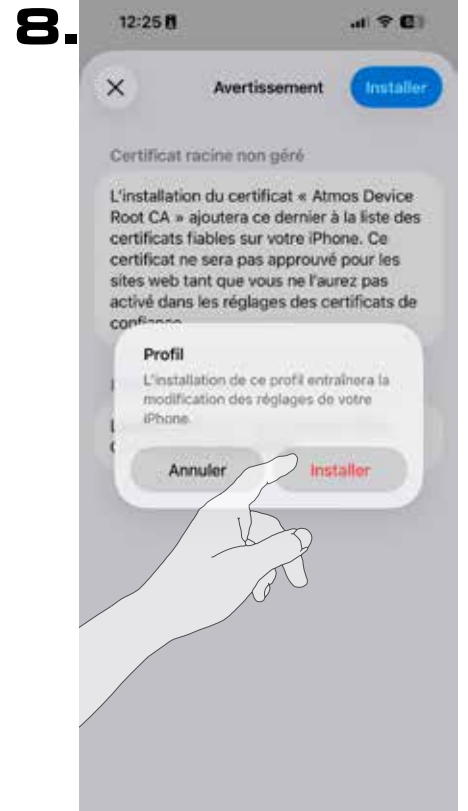 8.
12:25
Avertissement
Installer
Certificat racine non géré
L'installation du certificat « Atmos Device
Root CA » ajoutera ce dernier à la liste des
certificats fiables sur votre iPhone. Ce
certificat ne sera pas approuvé pour les
sites web tant que vous ne l'aurez pas
activé dans les réglages des certificats de
confiance
Profil
L'installation de ce profil entraînera la
modification des réglages de votre
iPhone.
Annuler
Installer